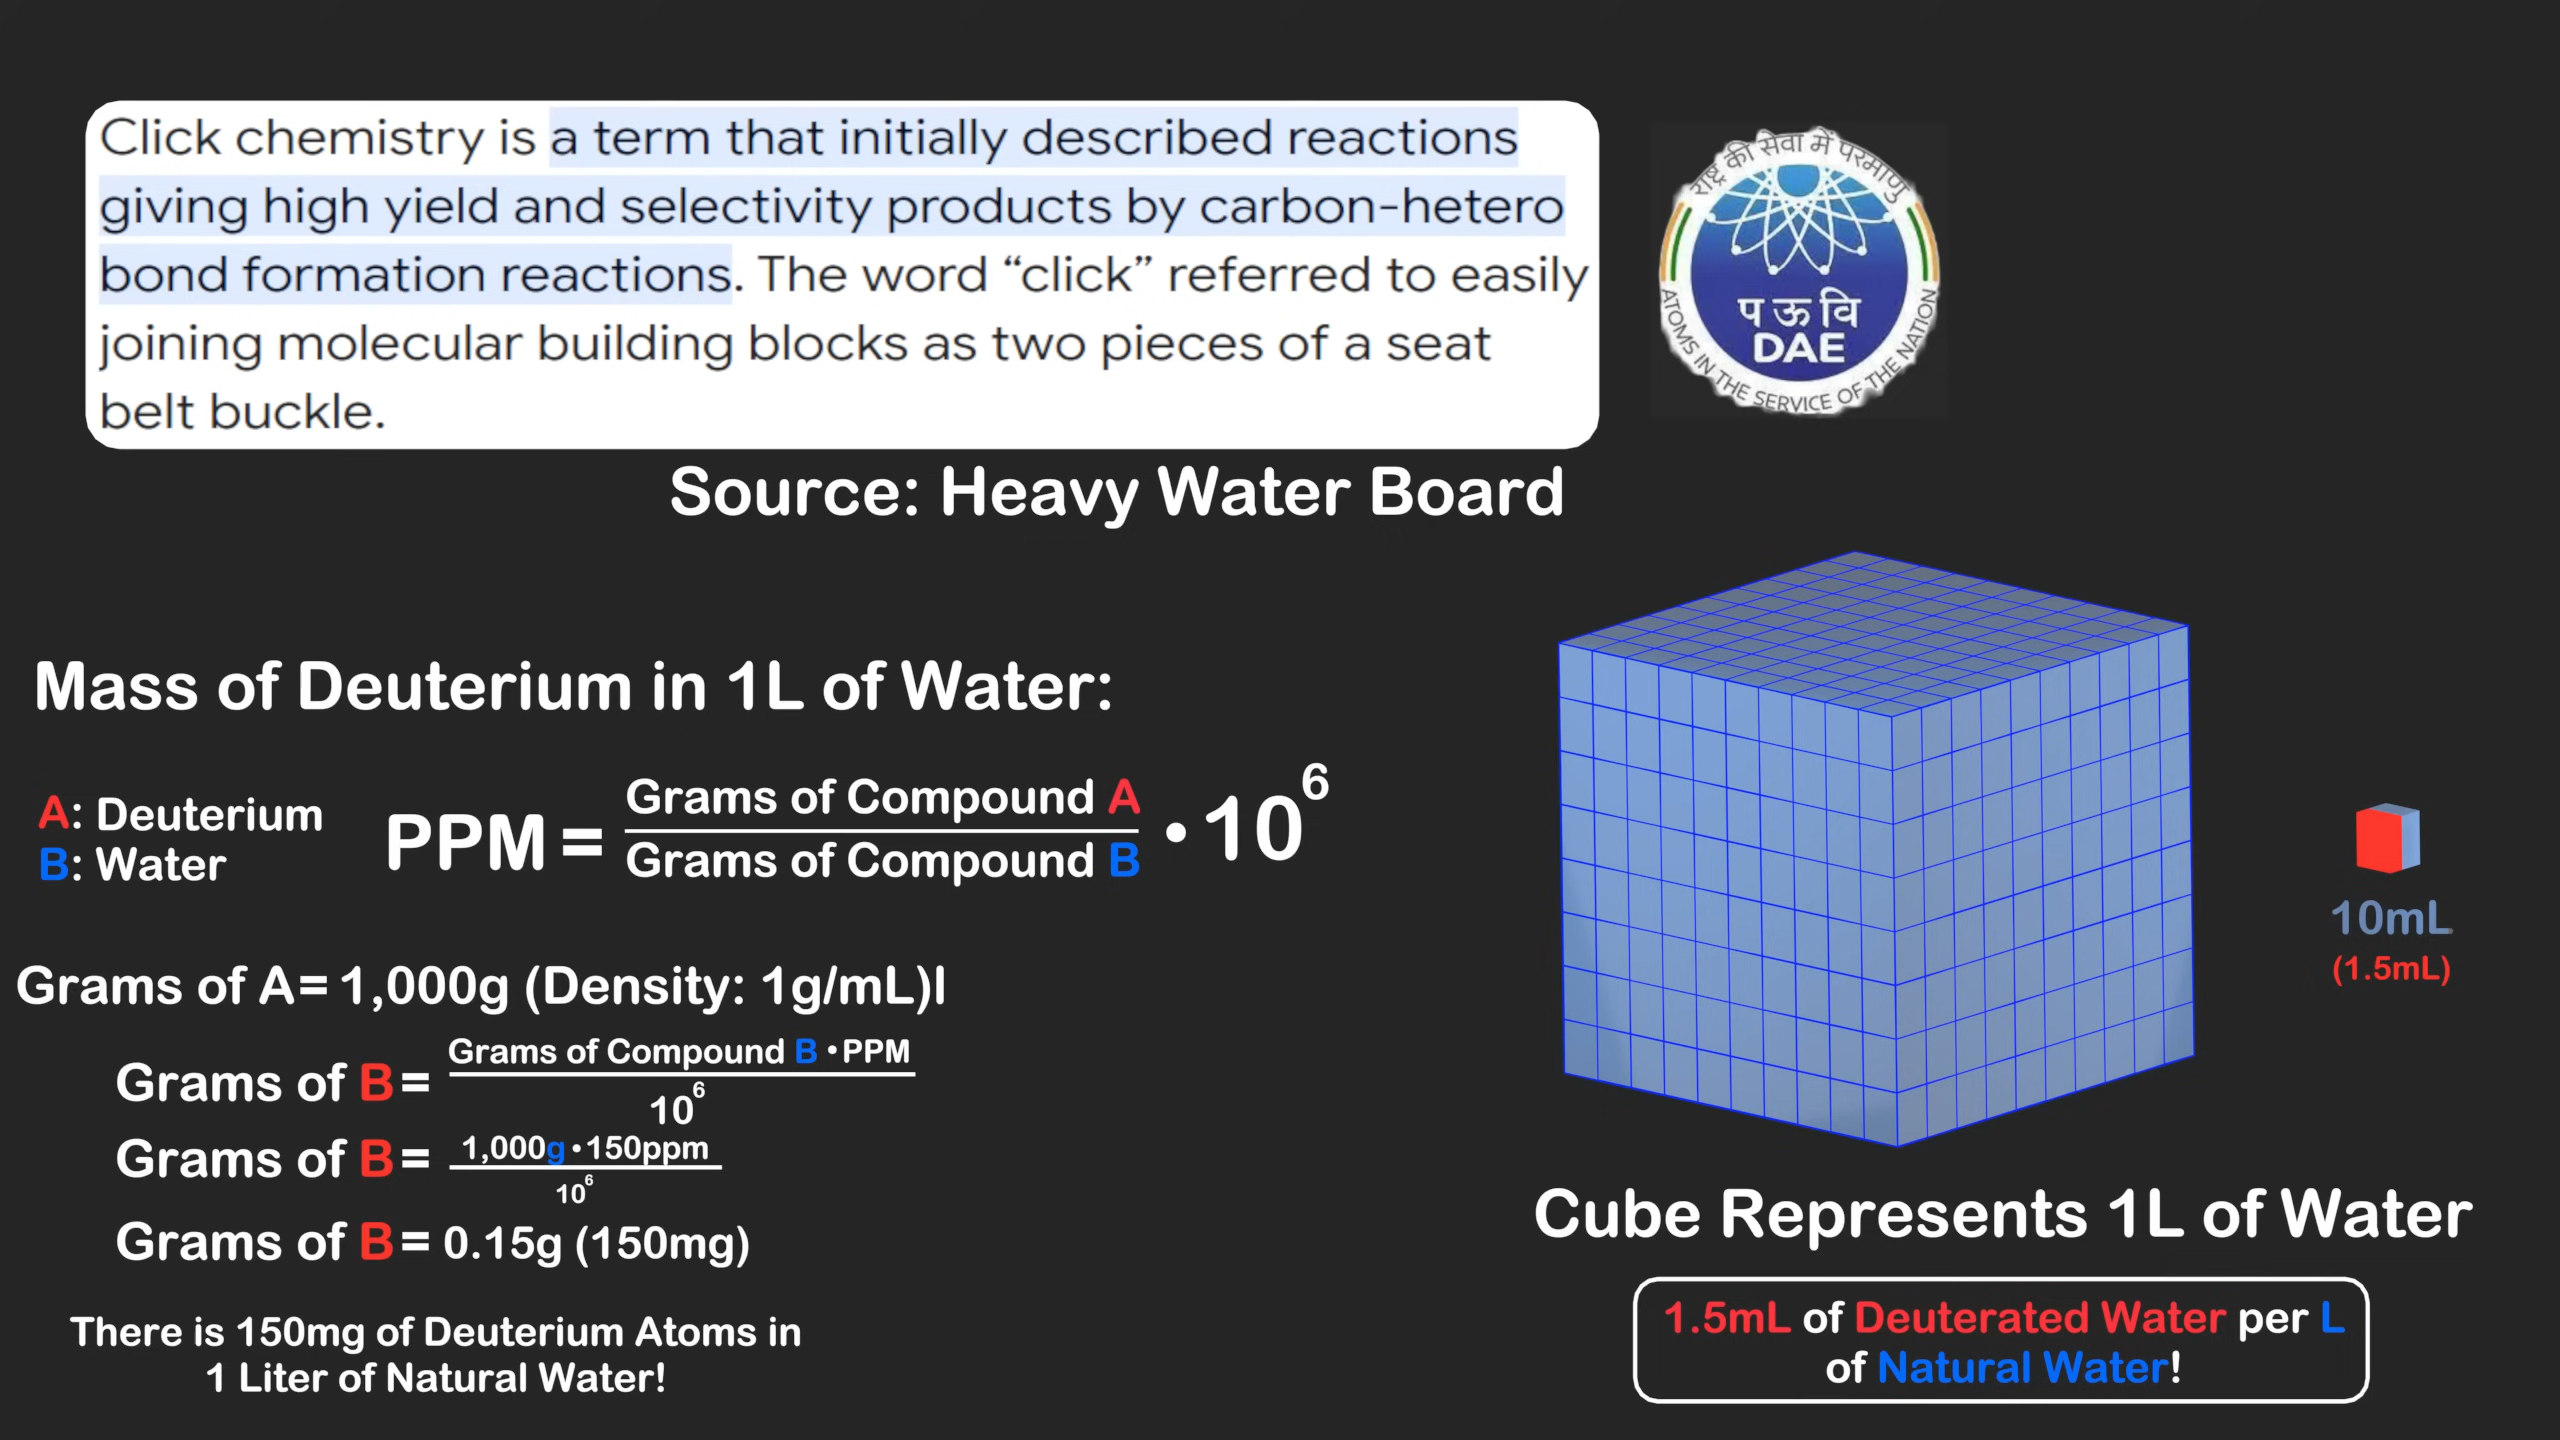 Click chemistry is a term that initially described reactions
giving high yield and selectivity products by carbon-hetero
bond formation reactions. The word “click” referred to easily
joining molecular building blocks as two pieces of a seat
belt buckle.
राष्ट्र की सेवा में परमाणु
प ऊ वि
DAE
ATOMS IN THE SERVICE OF THE NATION
Source: Heavy Water Board
Mass of Deuterium in 1L of Water:
A: Deuterium
B: Water
PPM = Grams of Compound A / Grams of Compound B • 10^6
Grams of A= 1,000g (Density: 1g/mL)l
Grams of B= Grams of Compound B • PPM / 10^6
Grams of B= 1,000g • 150ppm / 10^6
Grams of B= 0.15g (150mg)
There is 150mg of Deuterium Atoms in
1 Liter of Natural Water!
10mL
(1.5mL)
Cube Represents 1L of Water
1.5mL of Deuterated Water per L
of Natural Water!